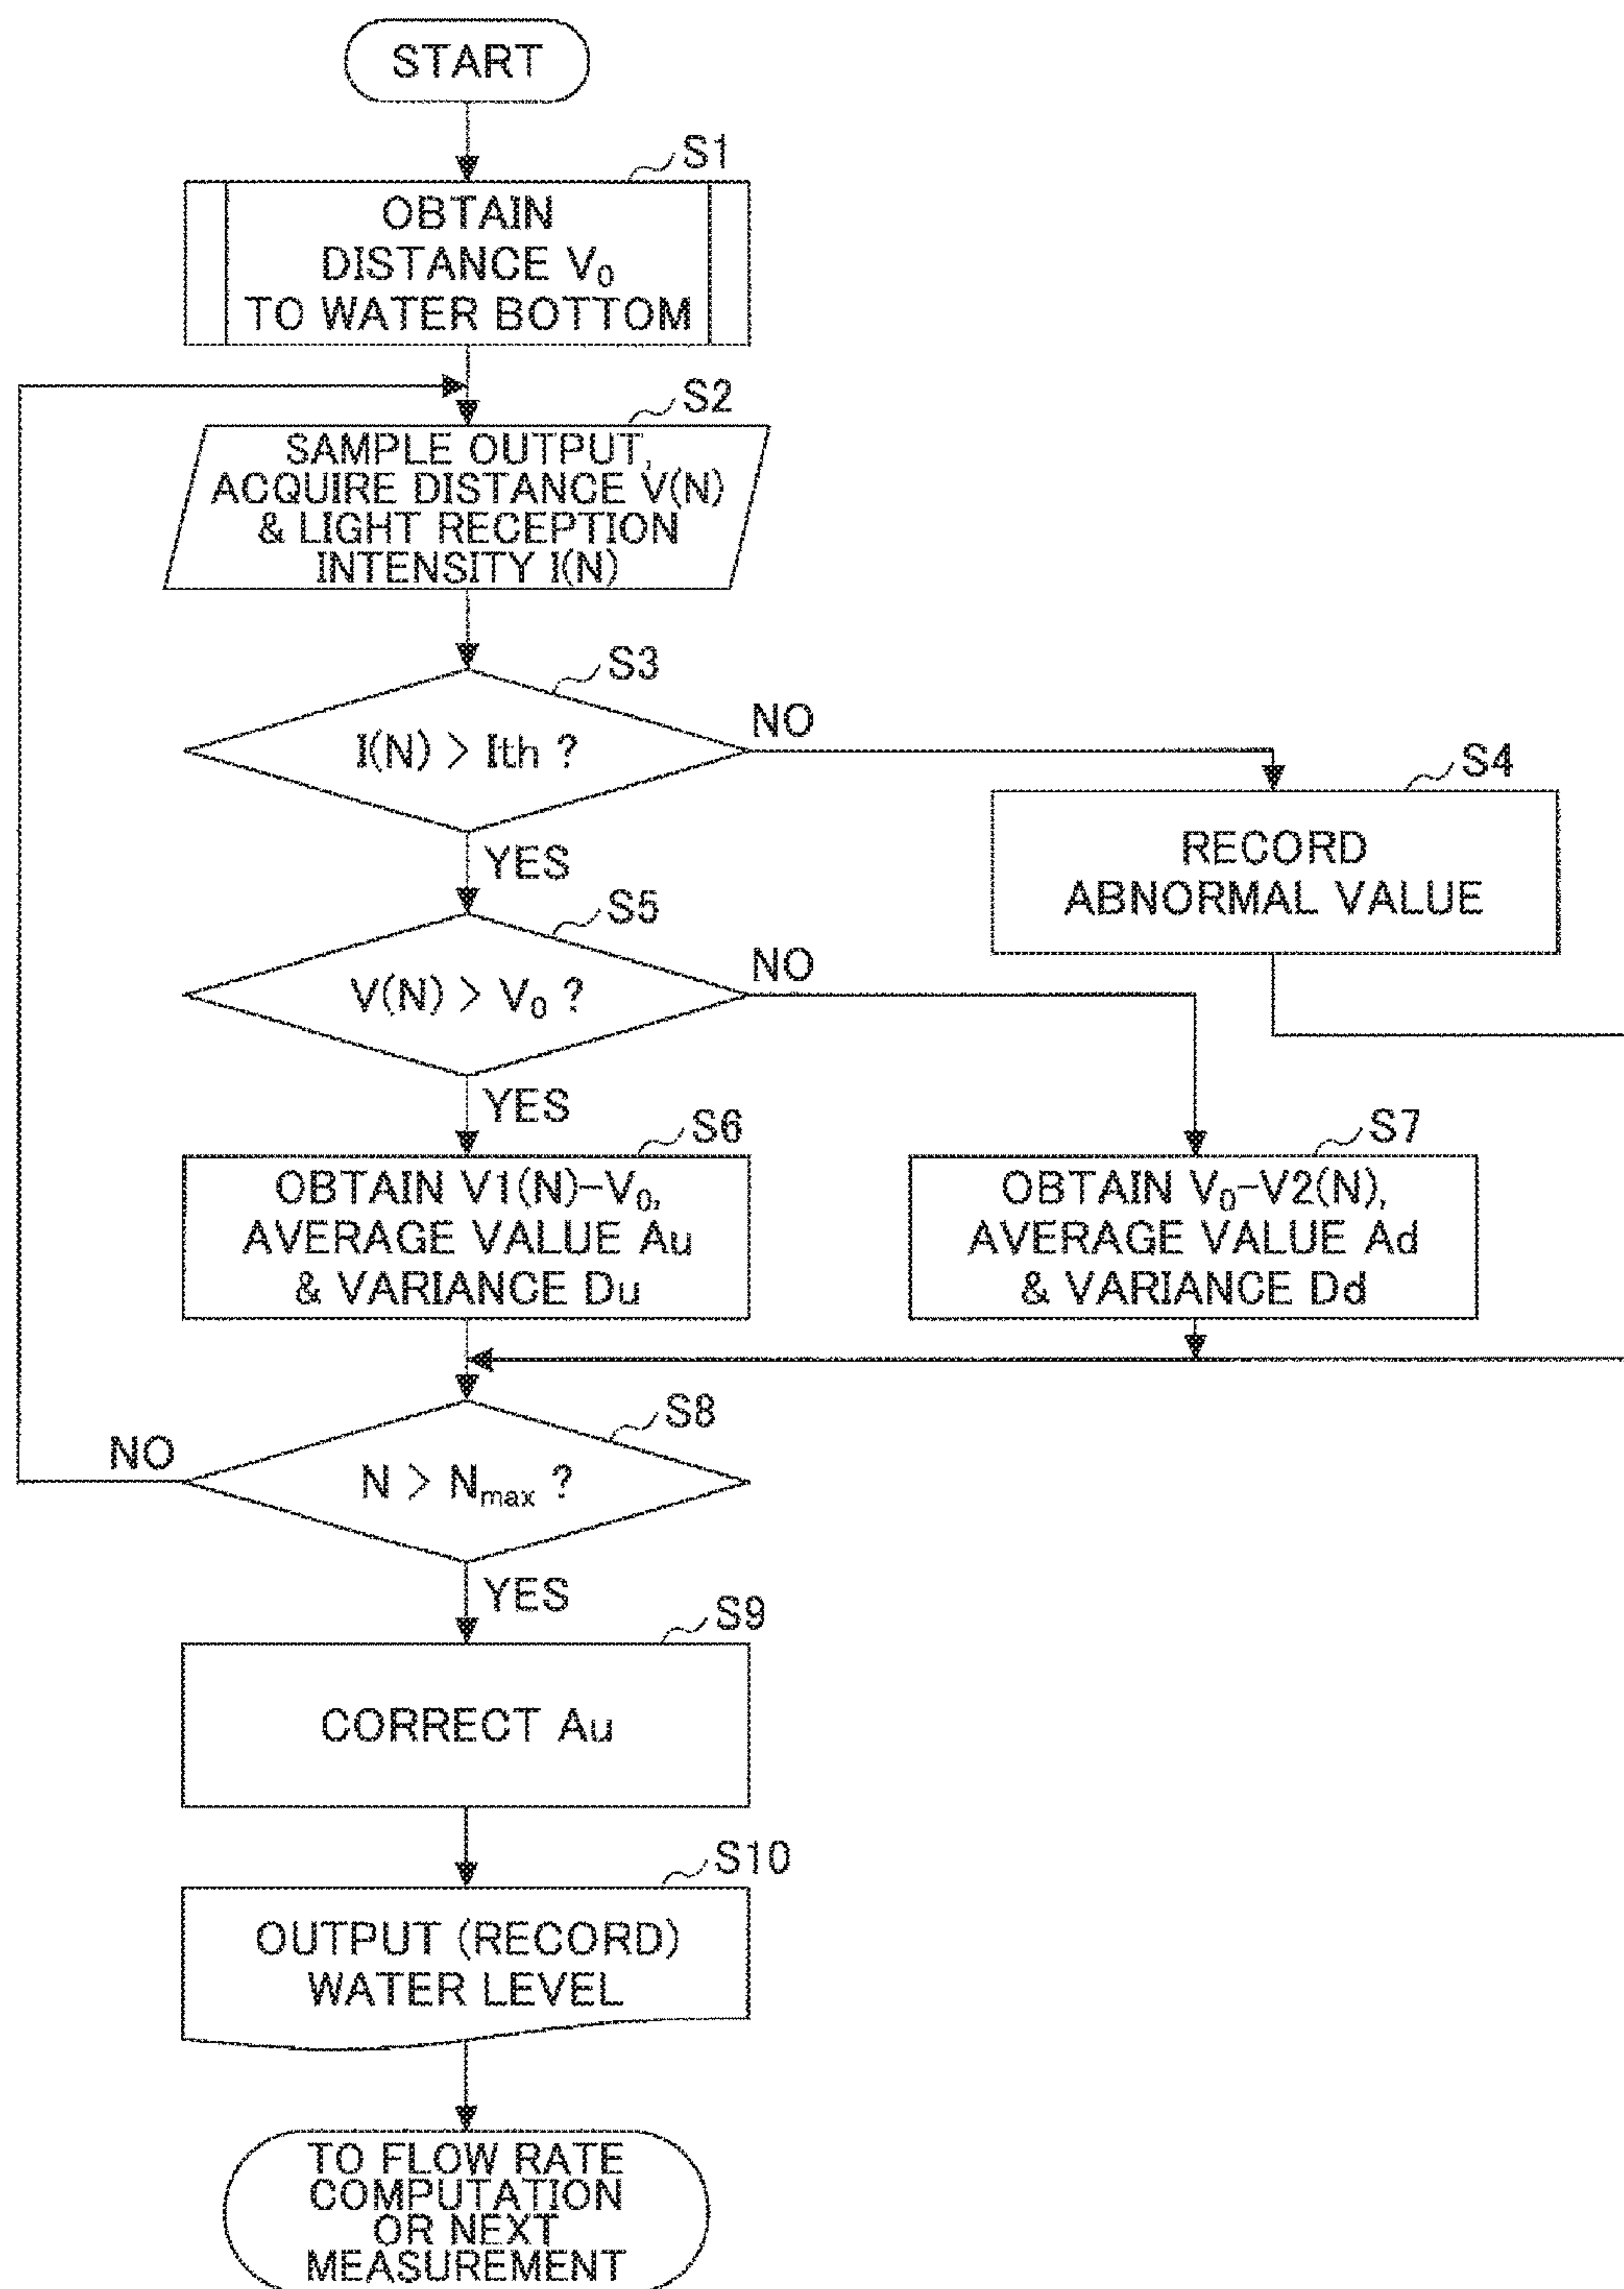 START
S1
OBTAIN
DISTANCE V₀
TO WATER BOTTOM
S2
SAMPLE OUTPUT,
ACQUIRE DISTANCE V(N)
& LIGHT RECEPTION
INTENSITY I(N)
S3
I(N) > Ith ?
NO
YES
S4
RECORD
ABNORMAL VALUE
S5
V(N) > V₀ ?
NO
YES
S6
OBTAIN V1(N)-V₀,
AVERAGE VALUE Au
& VARIANCE Du
S7
OBTAIN V₀-V2(N),
AVERAGE VALUE Ad
& VARIANCE Dd
S8
N > Nmax ?
NO
YES
S9
CORRECT Au
S10
OUTPUT (RECORD)
WATER LEVEL
TO FLOW RATE
COMPUTATION
OR NEXT
MEASUREMENT